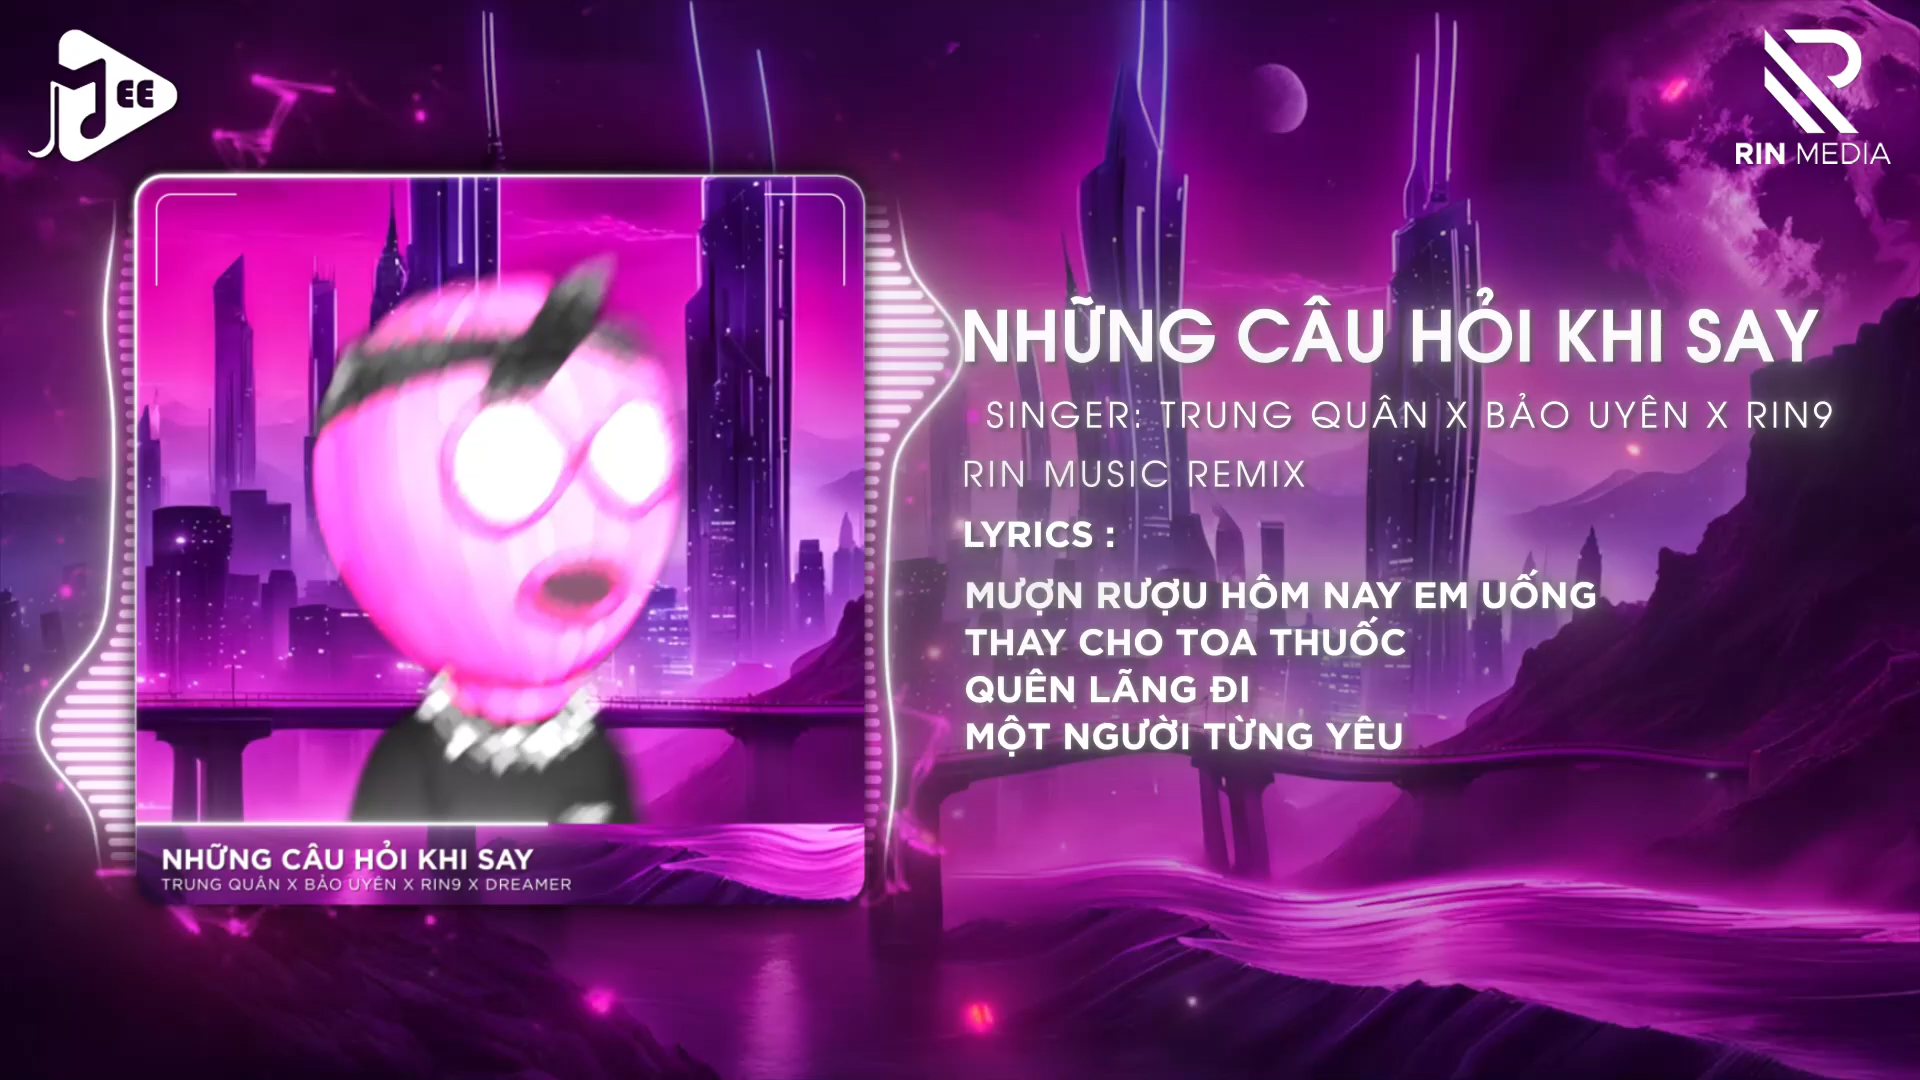 EE
RIN MEDIA
NHỮNG CÂU HỎI KHI SAY
SINGER: TRUNG QUÂN X BẢO UYÊN X RIN9
RIN MUSIC REMIX
LYRICS :
MƯỢN RƯỢU HÔM NAY EM UỐNG
THAY CHO TOA THUỐC
QUÊN LÃNG ĐI
MỘT NGƯỜI TỪNG YÊU
NHỮNG CÂU HỎI KHI SAY
TRUNG QUÂN X BẢO UYÊN X RIN9 X DREAMER